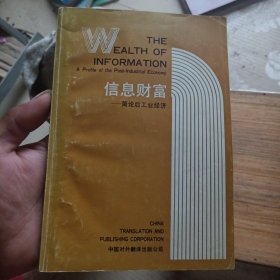 THE
WEALTH OF
INFORMATION
A Profile of the Post-Industrial Economy
信息财富
——简论后工业经济
CHINA
TRANSLATION AND
PUBLISHING CORPORATION
中国对外翻译出版公司